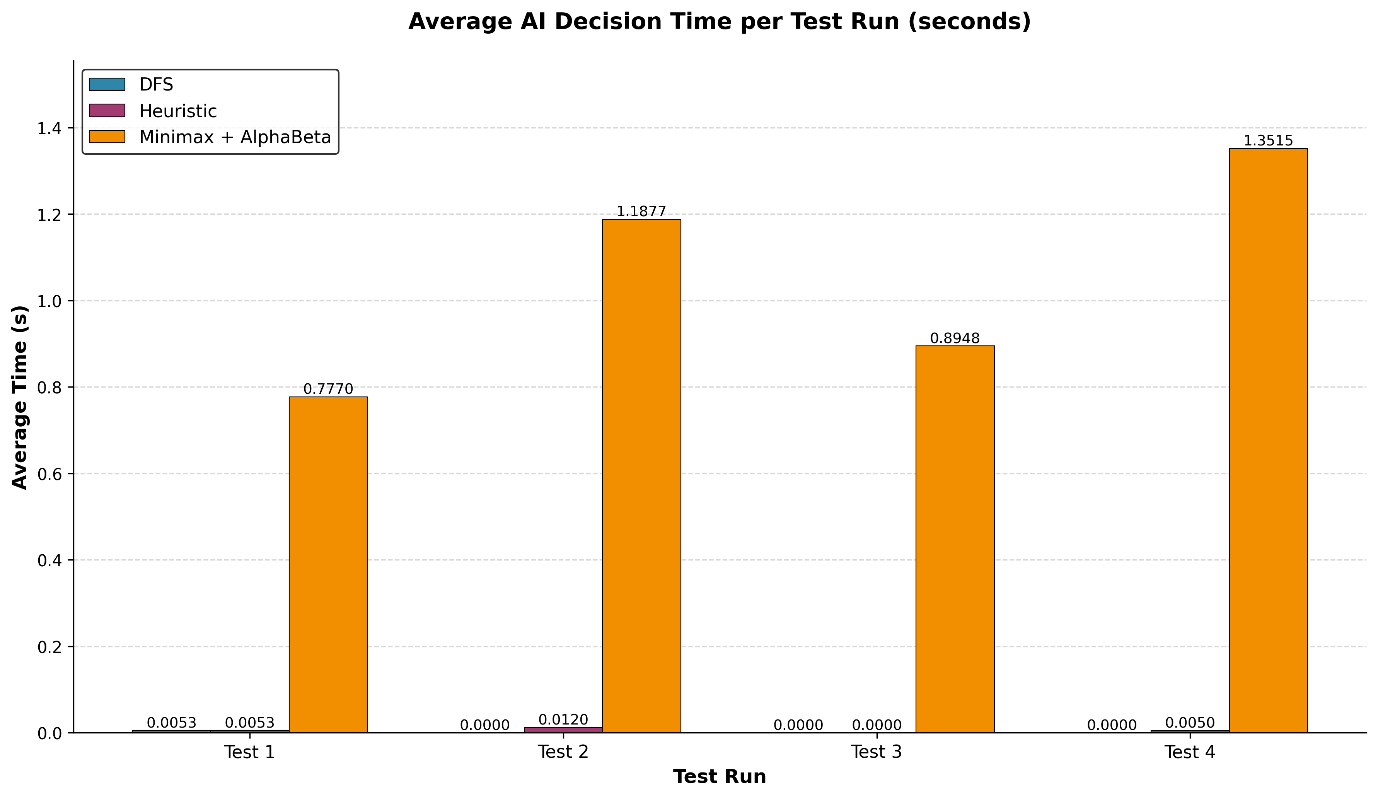 Average AI Decision Time per Test Run (seconds)
DFS
Heuristic
Minimax + AlphaBeta
Average Time (s)
1.4
1.2
1.0
0.8
0.6
0.4
0.2
0.0
0.0053 0.0053 0.7770
0.0000 0.0120 1.1877
0.0000 0.0000 0.8948
0.0000 0.0050 1.3515
Test 1 Test 2 Test 3 Test 4
Test Run